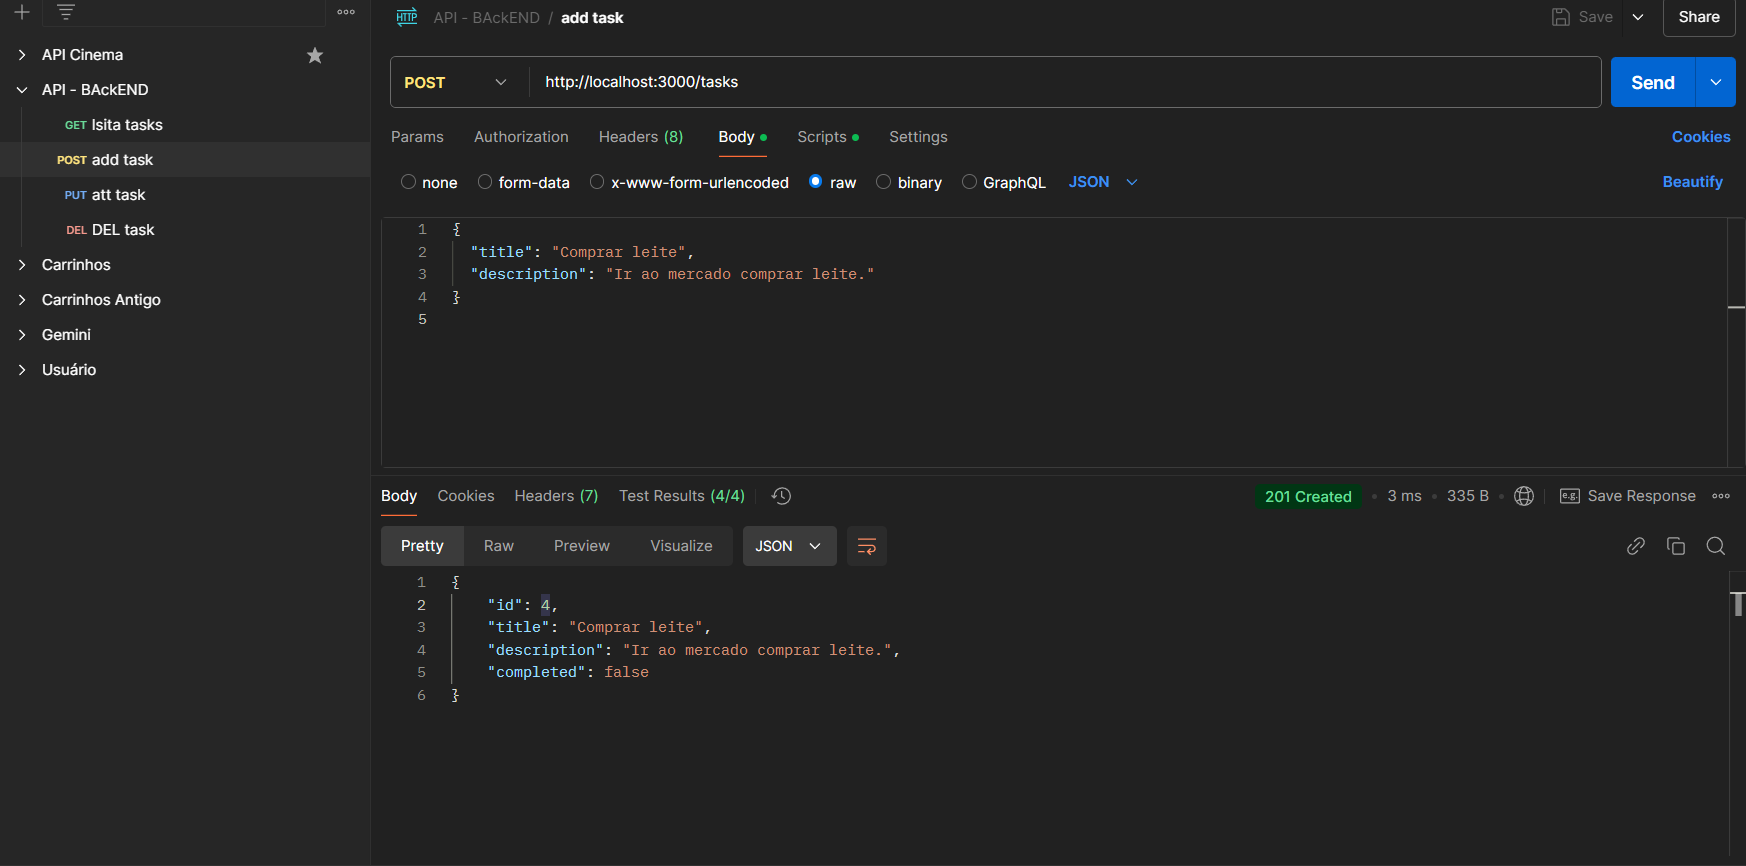 API Cinema
API - BAckEND
GET lsita tasks
POST add task
PUT att task
DEL DEL task
Carrinhos
Carrinhos Antigo
Gemini
Usuário
HTTP API - BAckEND / add task
Save
Share
POST http://localhost:3000/tasks
Send
Params Authorization Headers (8) Body Scripts Settings Cookies
none form-data x-www-form-urlencoded raw binary GraphQL JSON Beautify
1 {
2 "title": "Comprar leite",
3 "description": "Ir ao mercado comprar leite."
4 }
5
Body Cookies Headers (7) Test Results (4/4) 201 Created • 3 ms • 335 B • e.g. Save Response
Pretty Raw Preview Visualize JSON
1 {
2 "id": 4,
3 "title": "Comprar leite",
4 "description": "Ir ao mercado comprar leite.",
5 "completed": false
6 }